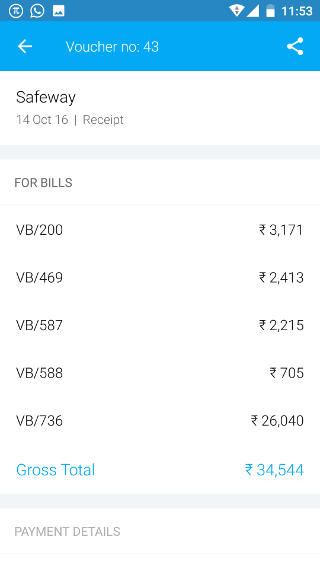 11:53
Voucher no: 43
Safeway
14 Oct 16 | Receipt
FOR BILLS
VB/200 ₹ 3,171
VB/469 ₹ 2,413
VB/587 ₹ 2,215
VB/588 ₹ 705
VB/736 ₹ 26,040
Gross Total ₹ 34,544
PAYMENT DETAILS